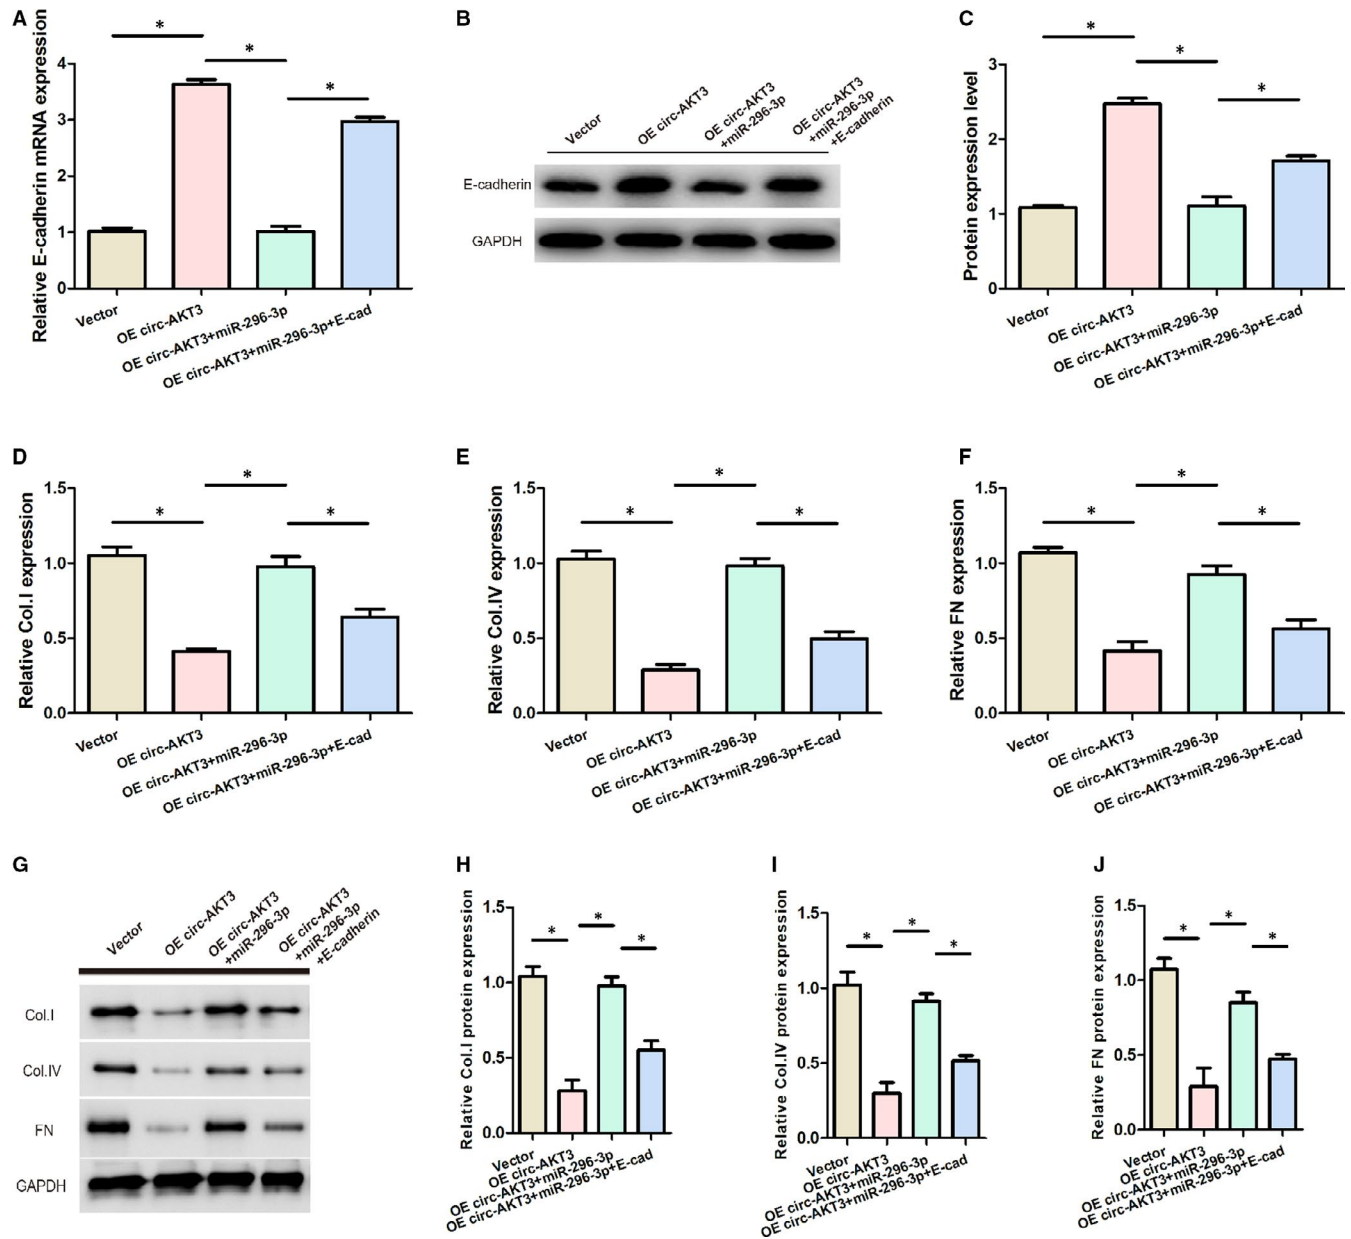 A
Relative E-cadherin mRNA expression
4
3
2
1
0
*
*
*
Vector
OE circ-AKT3
OE circ-AKT3+miR-296-3p
OE circ-AKT3+miR-296-3p+E-cad
B
Vector
OE circ-AKT3
OE circ-AKT3
+miR-296-3p
OE circ-AKT3
+miR-296-3p
+E-cadherin
E-cadherin
GAPDH
C
Protein expression level
3
2
1
0
*
*
*
Vector
OE circ-AKT3
OE circ-AKT3+miR-296-3p
OE circ-AKT3+miR-296-3p+E-cad
D
Relative Col.I expression
1.5
1.0
0.5
0.0
*
*
*
Vector
OE circ-AKT3
OE circ-AKT3+miR-296-3p
OE circ-AKT3+miR-296-3p+E-cad
E
Relative Col.IV expression
1.5
1.0
0.5
0.0
*
*
*
Vector
OE circ-AKT3
OE circ-AKT3+miR-296-3p
OE circ-AKT3+miR-296-3p+E-cad
F
Relative FN expression
1.5
1.0
0.5
0.0
*
*
*
Vector
OE circ-AKT3
OE circ-AKT3+miR-296-3p
OE circ-AKT3+miR-296-3p+E-cad
G
Vector
OE circ-AKT3
OE circ-AKT3
+miR-296-3p
OE circ-AKT3
+miR-296-3p
+E-cadherin
Col.I
Col.IV
FN
GAPDH
H
Relative Col.I protein expression
1.5
1.0
0.5
0.0
*
*
*
Vector
OE circ-AKT3
OE circ-AKT3+miR-296-3p
OE circ-AKT3+miR-296-3p+E-cad
I
Relative Col.IV protein expression
1.5
1.0
0.5
0.0
*
*
*
Vector
OE circ-AKT3
OE circ-AKT3+miR-296-3p
OE circ-AKT3+miR-296-3p+E-cad
J
Relative FN protein expression
1.5
1.0
0.5
0.0
*
*
*
Vector
OE circ-AKT3
OE circ-AKT3+miR-296-3p
OE circ-AKT3+miR-296-3p+E-cad